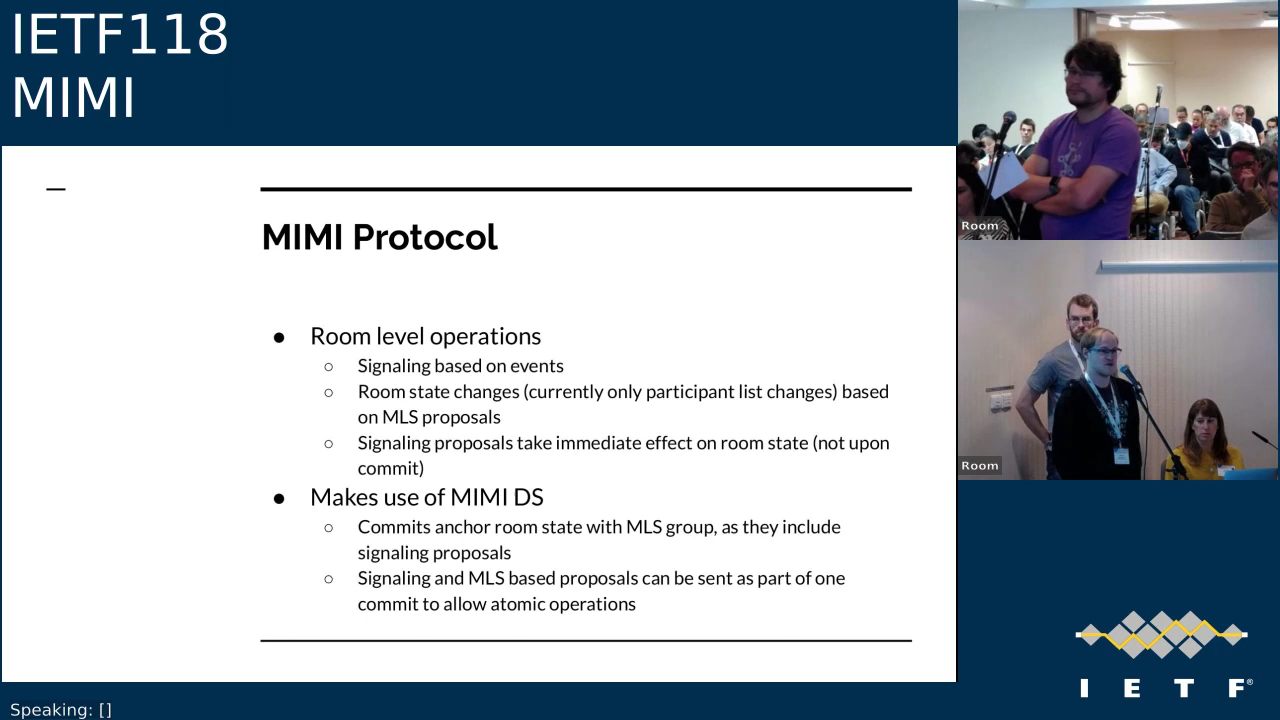 IETF118
MIMI
MIMI Protocol
● Room level operations
○ Signaling based on events
○ Room state changes (currently only participant list changes) based
on MLS proposals
○ Signaling proposals take immediate effect on room state (not upon
commit)
● Makes use of MIMI DS
○ Commits anchor room state with MLS group, as they include
signaling proposals
○ Signaling and MLS based proposals can be sent as part of one
commit to allow atomic operations
Room
Room
I E T F®
Speaking: []